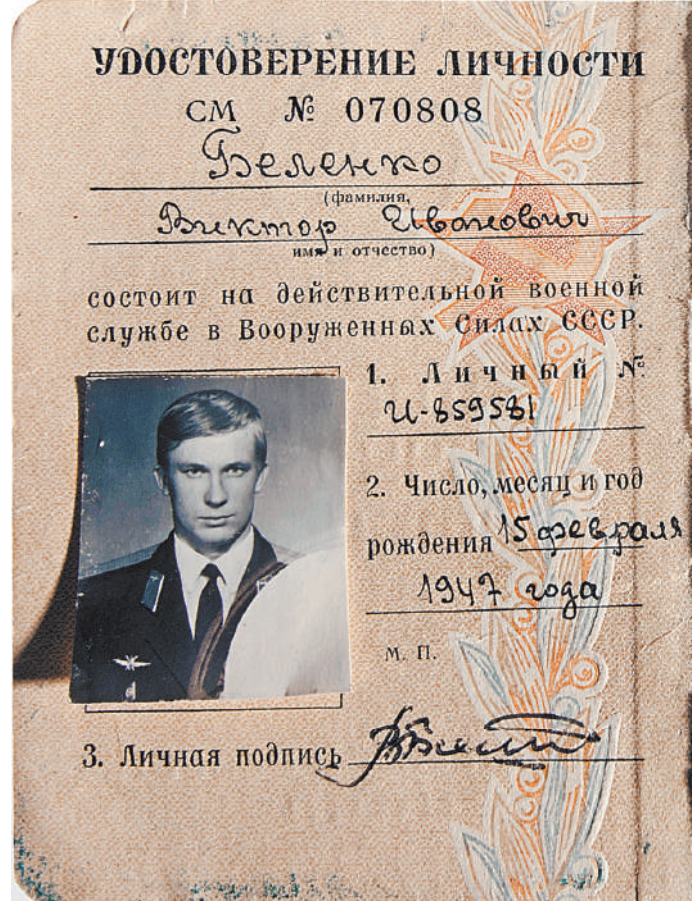 УДОСТОВЕРЕНИЕ ЛИЧНОСТИ
СМ № 070808
Беленко
(фамилия,
Виктор Иванович
имя и отчество)
состоит на действительной военной
службе в Вооруженных Силах СССР.
1. Личный №
И-859581
2. Число, месяц и год
рождения 15 февраля
1947 года
М. П.
3. Личная подпись